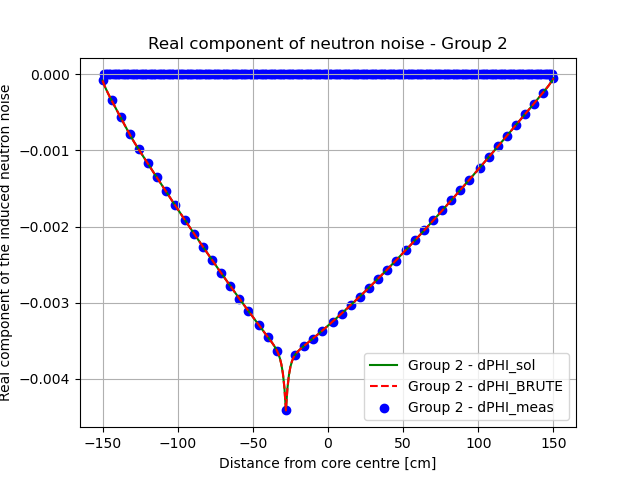 Real component of neutron noise - Group 2
Real component of the induced neutron noise
0.000
−0.001
−0.002
−0.003
−0.004
Group 2 - dPHI_sol
Group 2 - dPHI_BRUTE
Group 2 - dPHI_meas
−150
−100
−50
0
50
100
150
Distance from core centre [cm]